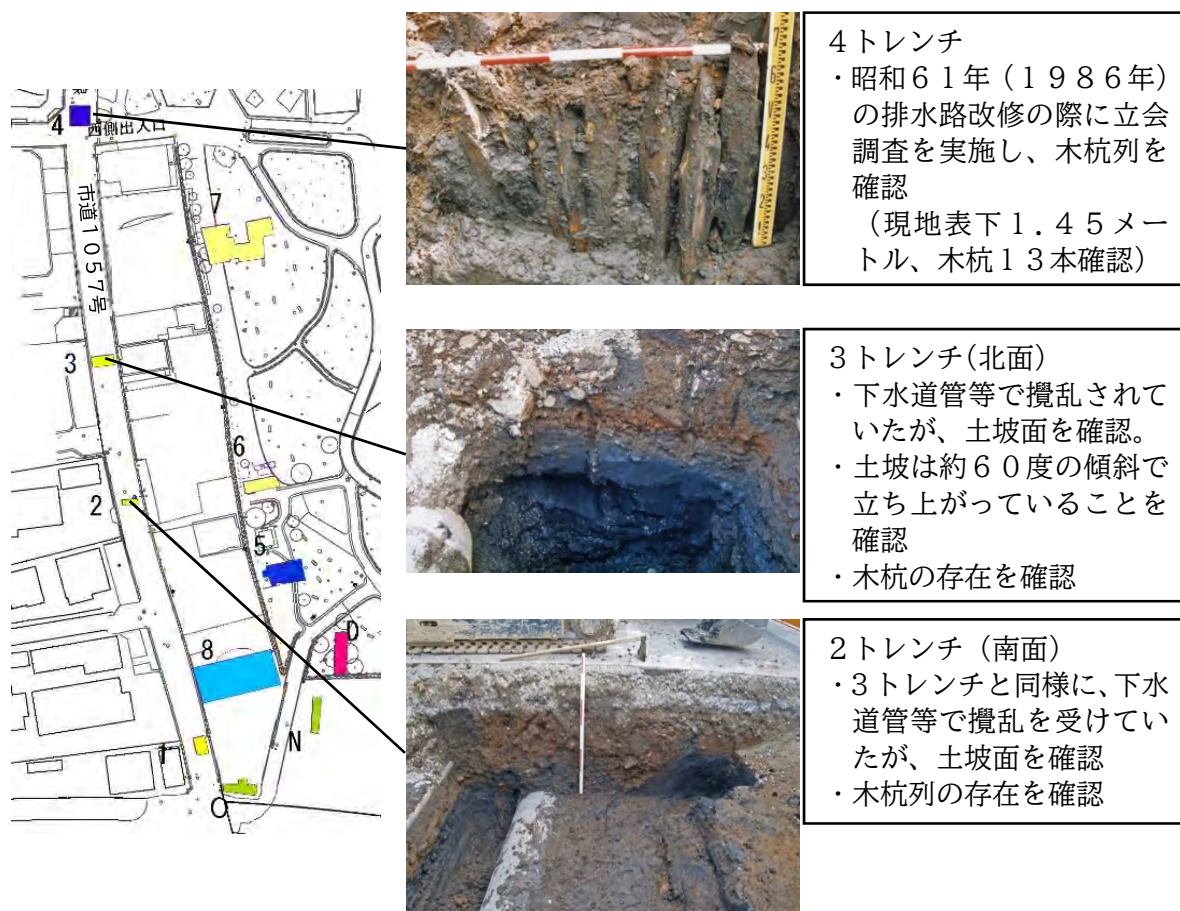 ４トレンチ
・昭和６１年（１９８６年）
の排水路改修の際に立会
調査を実施し、木杭列を
確認
（現地表下１．４５メー
トル、木杭１３本確認）
３トレンチ(北面）
・下水道管等で攪乱されて
いたが、土坡面を確認。
・土坡は約６０度の傾斜で
立ち上がっていることを
確認
・木杭の存在を確認
２トレンチ（南面）
・３トレンチと同様に、下水
道管等で攪乱を受けてい
たが、土坡面を確認
・木杭列の存在を確認
4
西側出入口
市道１０５７号
7
3
6
2
5
D
8
N
1
O